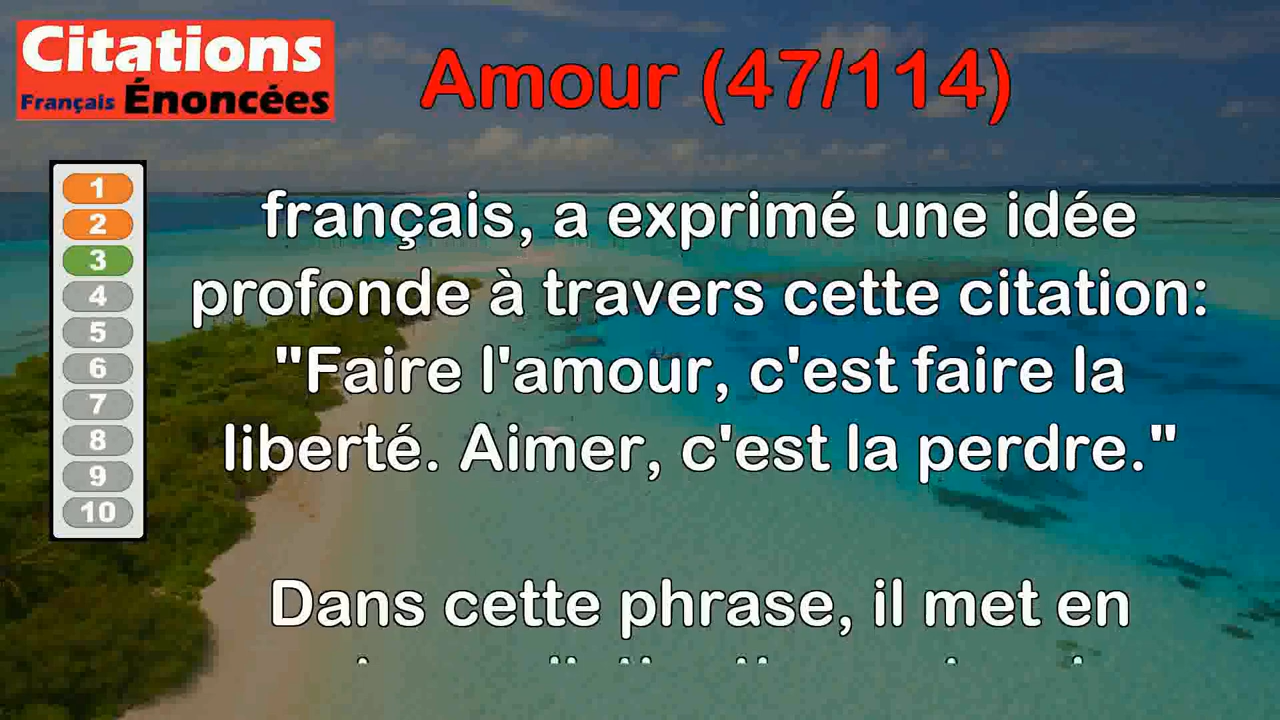 Citations
Français Énoncées
Amour (47/114)
1
2
3
4
5
6
7
8
9
10
français, a exprimé une idée
profonde à travers cette citation:
"Faire l'amour, c'est faire la
liberté. Aimer, c'est la perdre."
Dans cette phrase, il met en